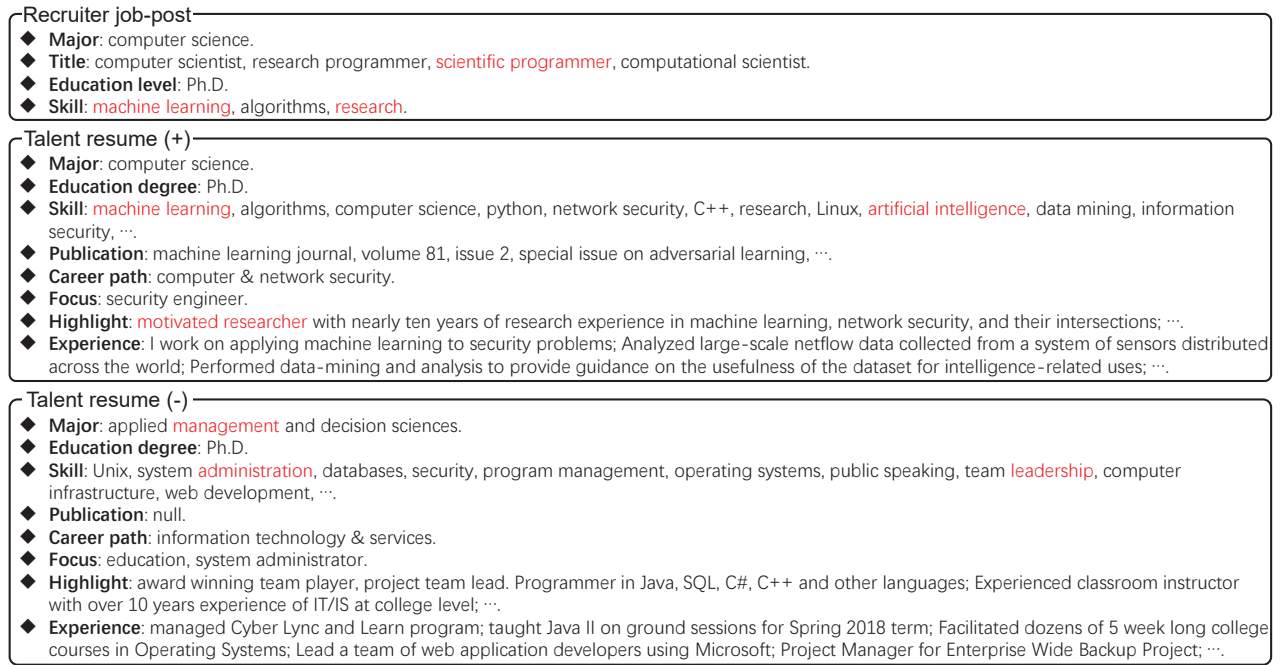 Recruiter job-post
◆ Major: computer science.
◆ Title: computer scientist, research programmer, scientific programmer, computational scientist.
◆ Education level: Ph.D.
◆ Skill: machine learning, algorithms, research.
Talent resume (+)
◆ Major: computer science.
◆ Education degree: Ph.D.
◆ Skill: machine learning, algorithms, computer science, python, network security, C++, research, Linux, artificial intelligence, data mining, information
security, ···.
◆ Publication: machine learning journal, volume 81, issue 2, special issue on adversarial learning, ···.
◆ Career path: computer & network security.
◆ Focus: security engineer.
◆ Highlight: motivated researcher with nearly ten years of research experience in machine learning, network security, and their intersections; ···.
◆ Experience: I work on applying machine learning to security problems; Analyzed large-scale netflow data collected from a system of sensors distributed
across the world; Performed data-mining and analysis to provide guidance on the usefulness of the dataset for intelligence-related uses; ···.
Talent resume (-)
◆ Major: applied management and decision sciences.
◆ Education degree: Ph.D.
◆ Skill: Unix, system administration, databases, security, program management, operating systems, public speaking, team leadership, computer
infrastructure, web development, ···.
◆ Publication: null.
◆ Career path: information technology & services.
◆ Focus: education, system administrator.
◆ Highlight: award winning team player, project team lead. Programmer in Java, SQL, C#, C++ and other languages; Experienced classroom instructor
with over 10 years experience of IT/IS at college level; ···.
◆ Experience: managed Cyber Lync and Learn program; taught Java II on ground sessions for Spring 2018 term; Facilitated dozens of 5 week long college
courses in Operating Systems; Lead a team of web application developers using Microsoft; Project Manager for Enterprise Wide Backup Project; ···.